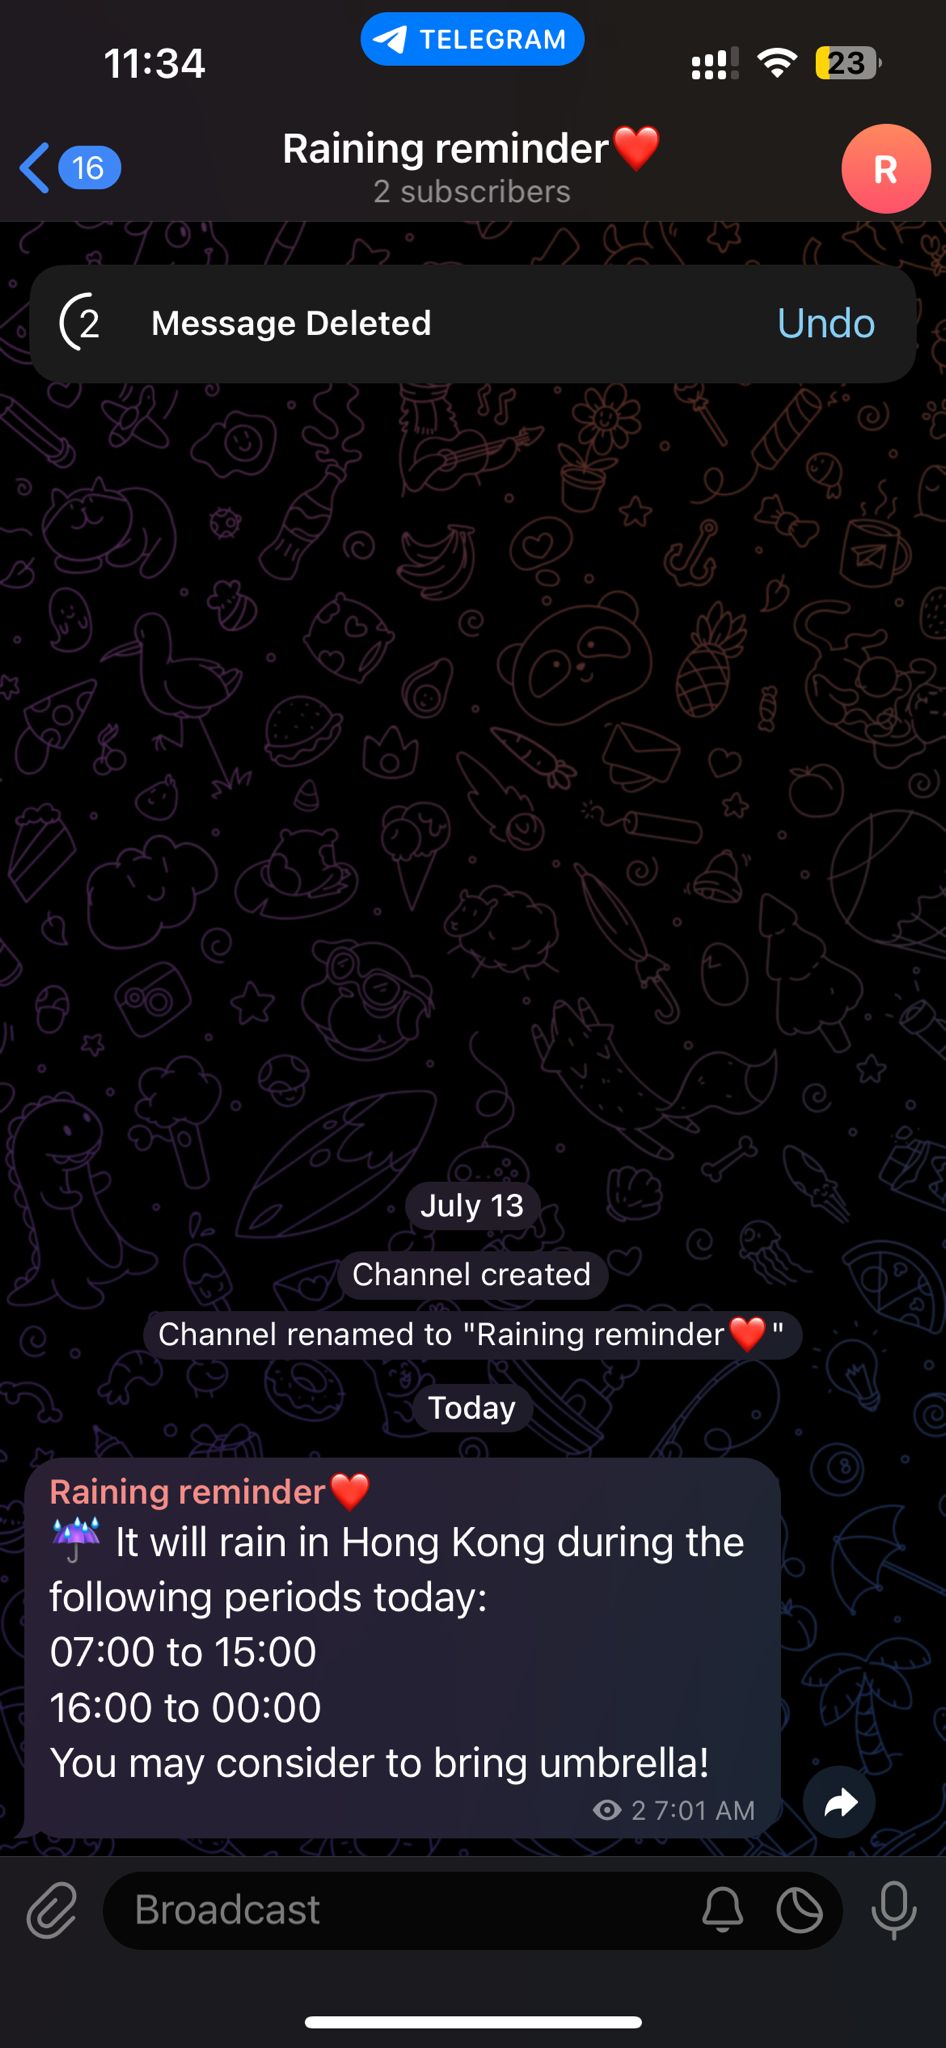 11:34
TELEGRAM
23
16
Raining reminder❤️
2 subscribers
R
2
Message Deleted
Undo
July 13
Channel created
Channel renamed to "Raining reminder❤️"
Today
Raining reminder❤️
☔ It will rain in Hong Kong during the
following periods today:
07:00 to 15:00
16:00 to 00:00
You may consider to bring umbrella!
2 7:01 AM
Broadcast